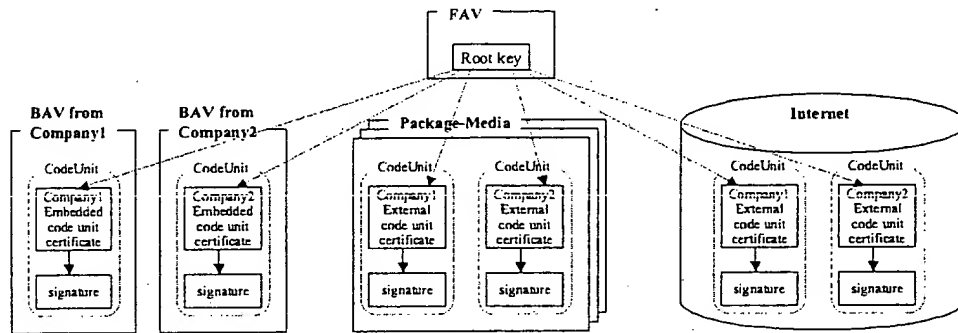 FAV
Root key
BAV from
Company1
BAV from
Company2
Package-Media
Internet
CodeUnit
Company1
Embedded
code unit
certificate
signature
CodeUnit
Company2
Embedded
code unit
certificate
signature
CodeUnit
Company1
External
code unit
certificate
signature
CodeUnit
Company2
External
code unit
certificate
signature
CodeUnit
Company1
External
code unit
certificate
signature
CodeUnit
Company2
External
code unit
certificate
signature